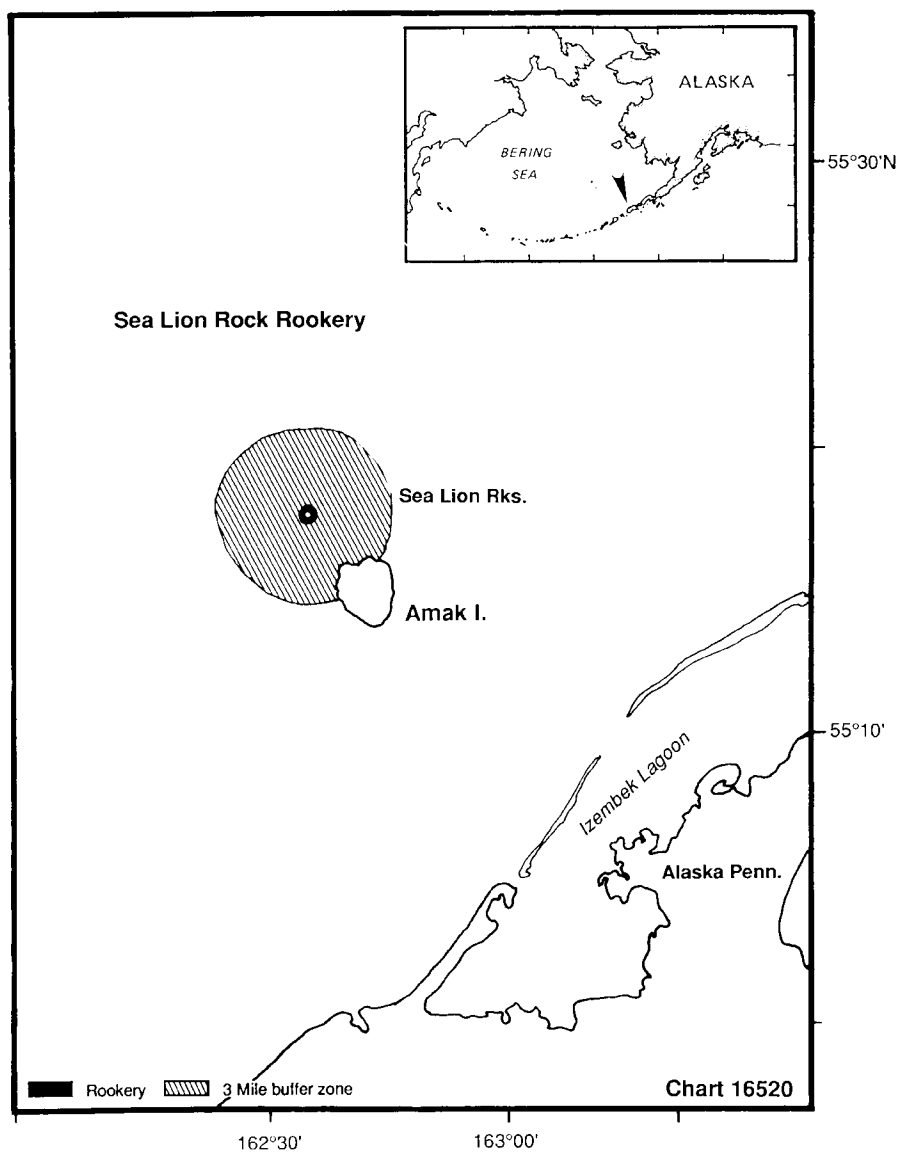 ALASKA
BERING
SEA
55°30'N
Sea Lion Rock Rookery
Sea Lion Rks.
Amak I.
55°10'
Izembek Lagoon
Alaska Penn.
Rookery
3 Mile buffer zone
Chart 16520
162°30'
163°00'